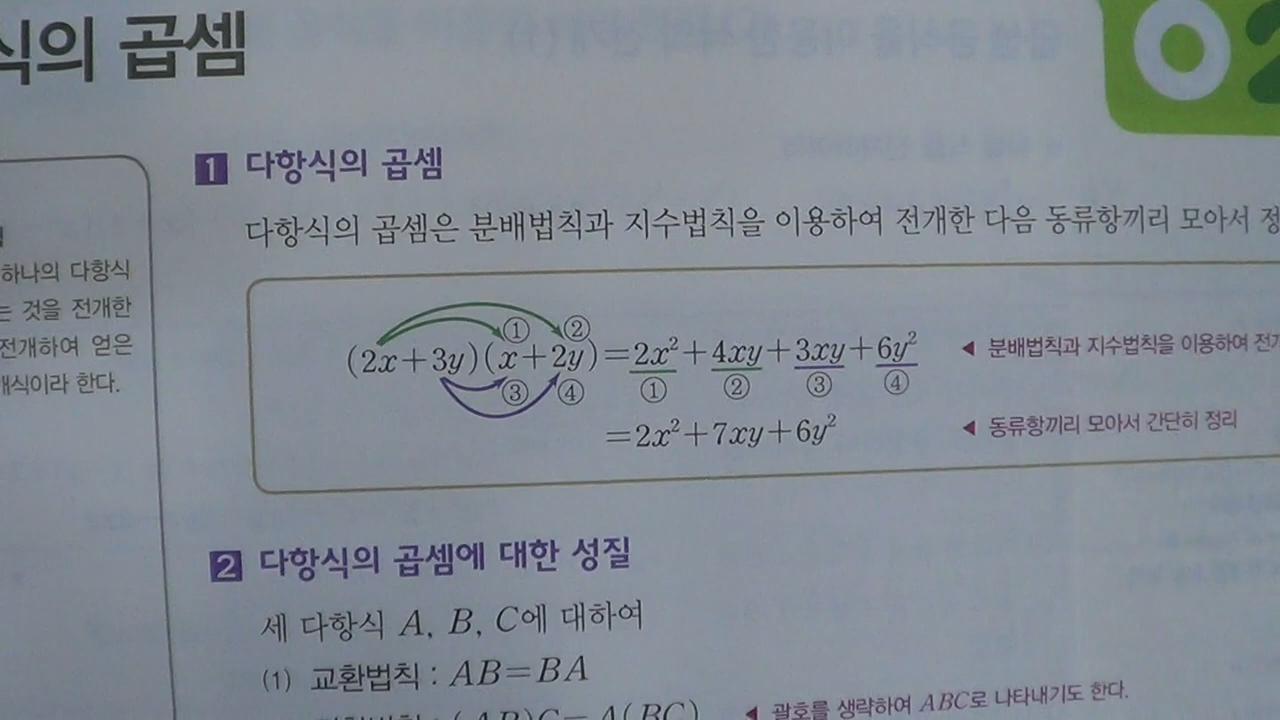 식의 곱셈
02
1 다항식의 곱셈
다항식의 곱셈은 분배법칙과 지수법칙을 이용하여 전개한 다음 동류항끼리 모아서 정
하나의 다항식
는 것을 전개한
전개하여 얻은
개식이라 한다.
① ②
(2x+3y)(x+2y)=2x²+4xy+3xy+6y² ◀ 분배법칙과 지수법칙을 이용하여 전개
③ ④ ① ② ③ ④
=2x²+7xy+6y² ◀ 동류항끼리 모아서 간단히 정리
2 다항식의 곱셈에 대한 성질
세 다항식 A, B, C에 대하여
(1) 교환법칙 : AB=BA
(AB)C=A(BC) ◀ 괄호를 생략하여 ABC로 나타내기도 한다.